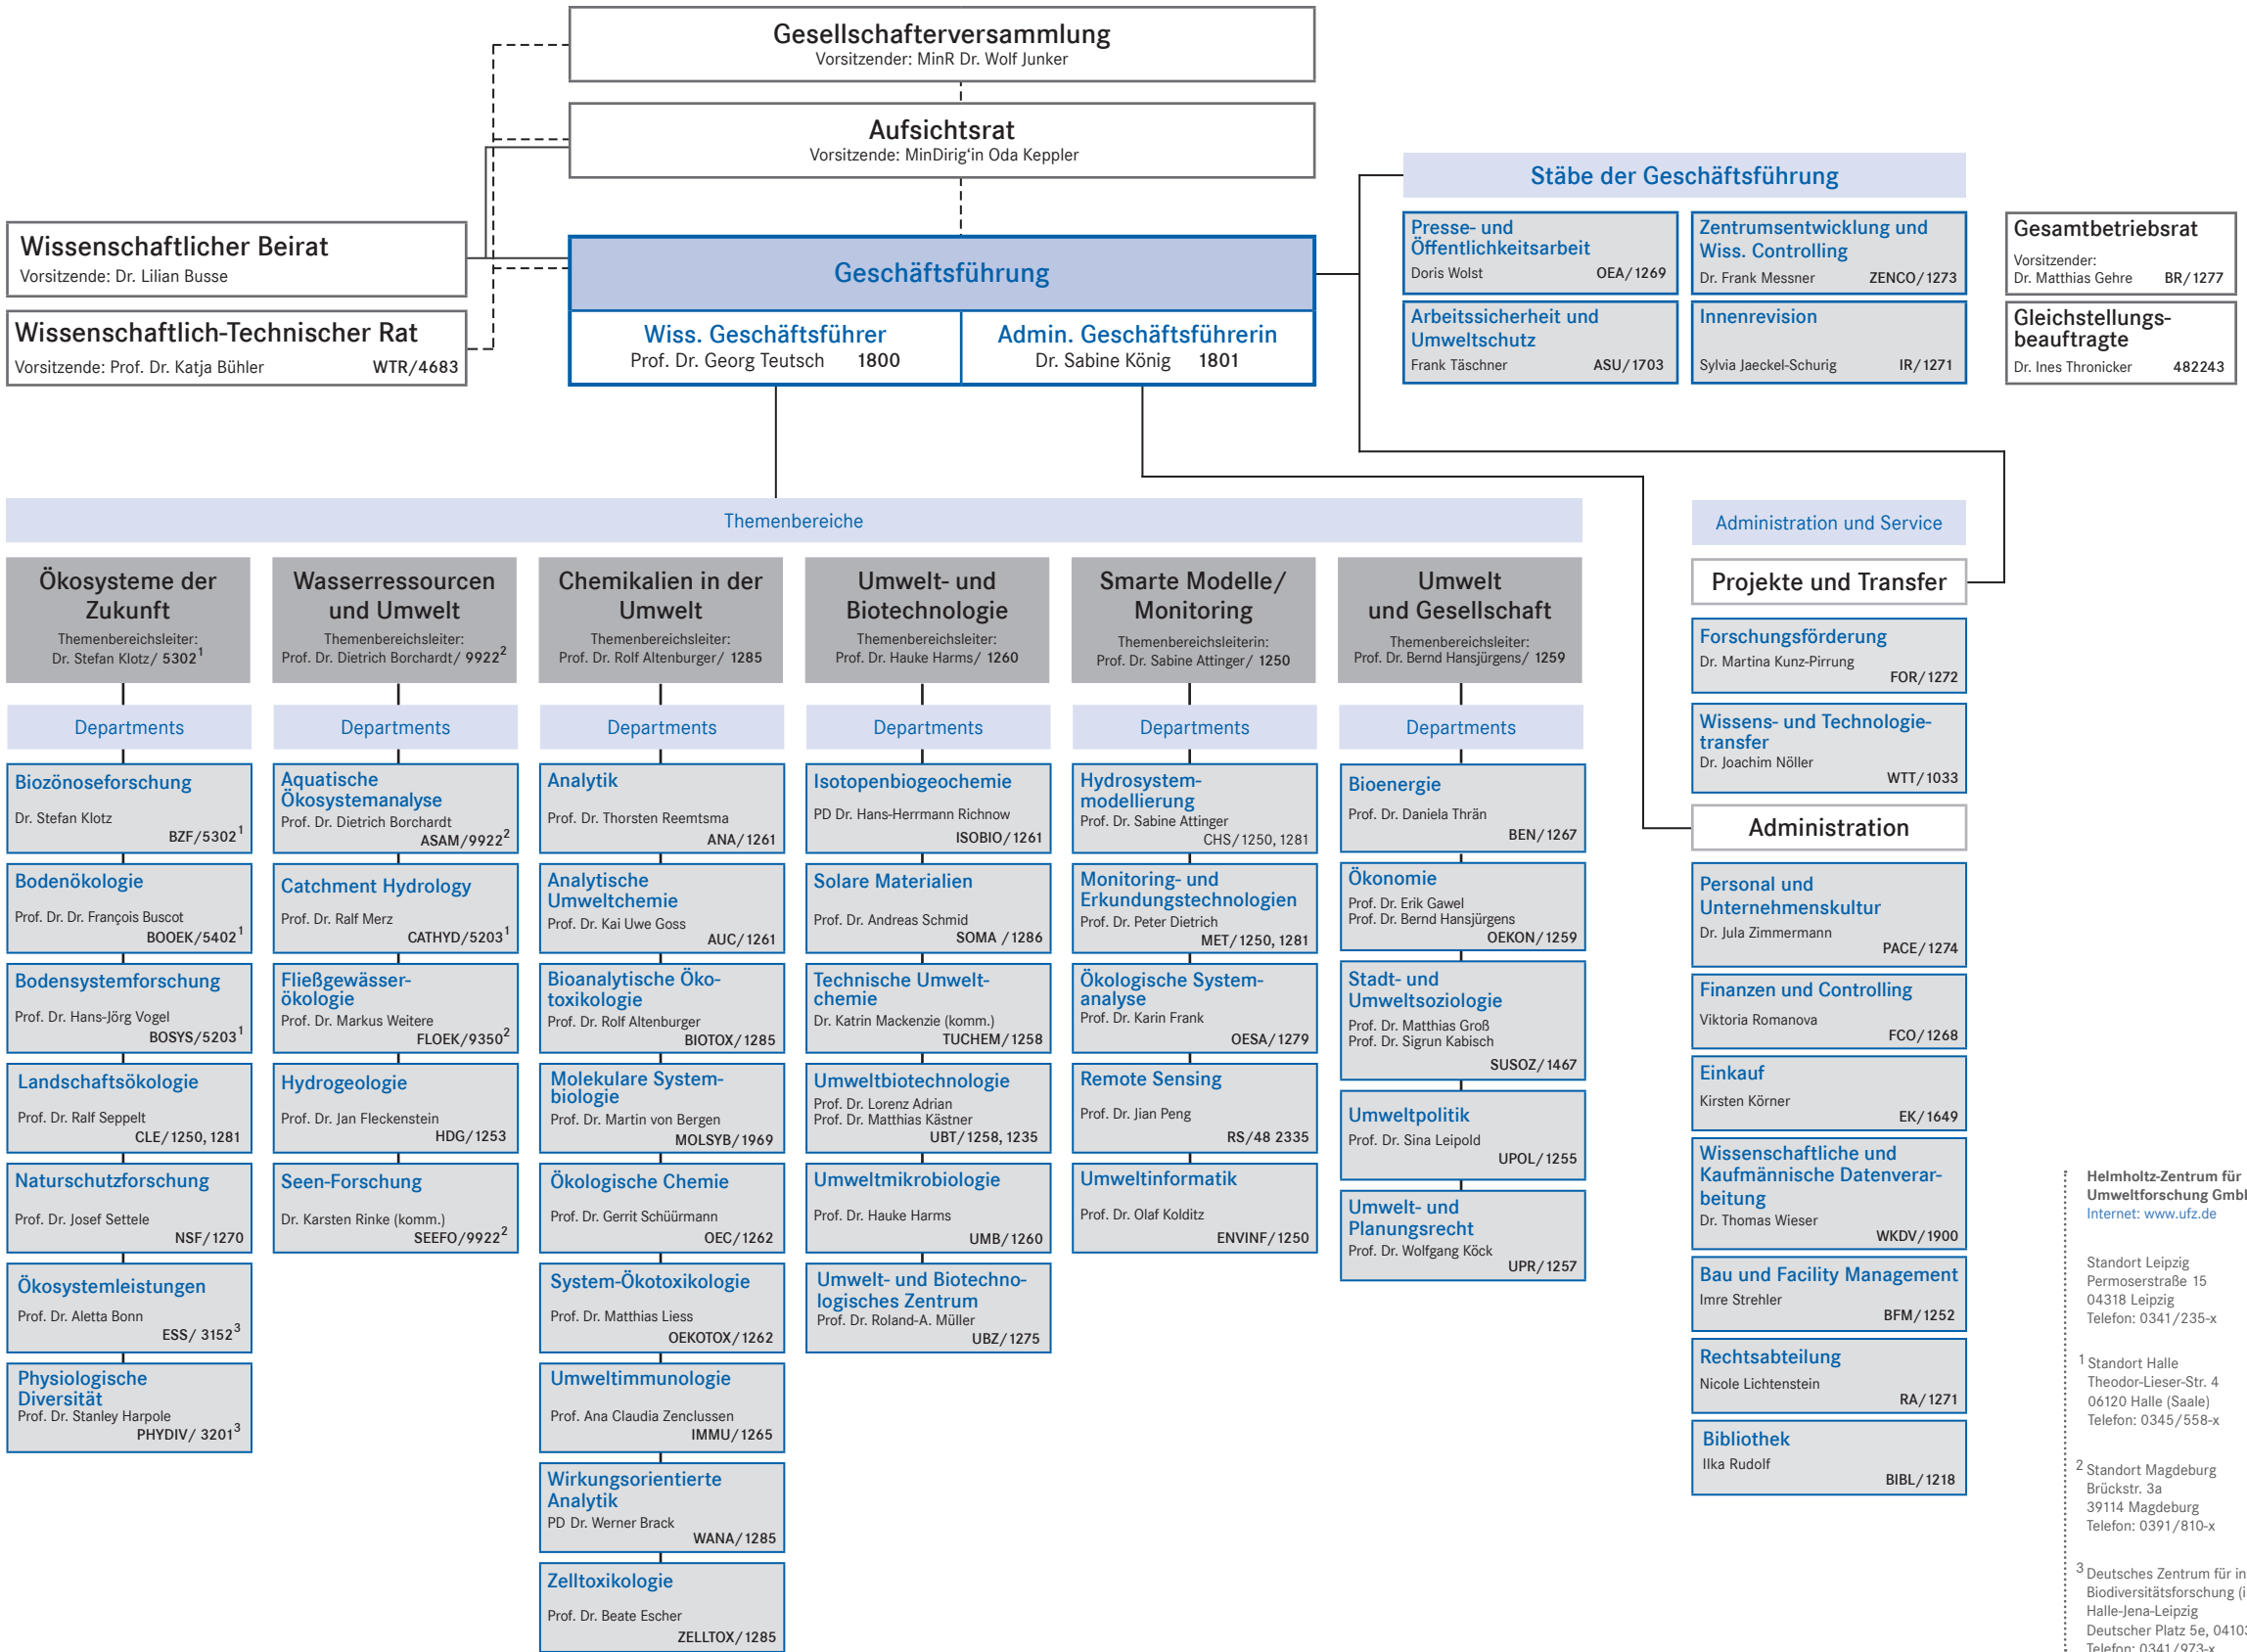 Gesellschafterversammlung
Vorsitzender: MinR Dr. Wolf Junker
Aufsichtsrat
Vorsitzende: MinDirig‘in Oda Keppler
Wissenschaftlicher Beirat
Vorsitzende: Dr. Lilian Busse
Wissenschaftlich-Technischer Rat
Vorsitzende: Prof. Dr. Katja Bühler WTR/4683
Geschäftsführung
Wiss. Geschäftsführer
Prof. Dr. Georg Teutsch 1800
Admin. Geschäftsführerin
Dr. Sabine König 1801
Stäbe der Geschäftsführung
Presse- und
Öffentlichkeitsarbeit
Doris Wolst OEA/1269
Zentrumsentwicklung und
Wiss. Controlling
Dr. Frank Messner ZENCO/1273
Arbeitssicherheit und
Umweltschutz
Frank Täschner ASU/1703
Innenrevision
Sylvia Jaeckel-Schurig IR/1271
Gesamtbetriebsrat
Vorsitzender:
Dr. Matthias Gehre BR/1277
Gleichstellungs-
beauftragte
Dr. Ines Thronicker 482243
Themenbereiche
Ökosysteme der
Zukunft
Themenbereichsleiter:
Dr. Stefan Klotz/ 5302¹
Departments
Biozönoseforschung
Dr. Stefan Klotz
BZF/5302¹
Bodenökologie
Prof. Dr. Dr. François Buscot
BOOEK/5402¹
Bodensystemforschung
Prof. Dr. Hans-Jörg Vogel
BOSYS/5203¹
Landschaftsökologie
Prof. Dr. Ralf Seppelt
CLE/1250, 1281
Naturschutzforschung
Prof. Dr. Josef Settele
NSF/1270
Ökosystemleistungen
Prof. Dr. Aletta Bonn
ESS/ 3152³
Physiologische
Diversität
Prof. Dr. Stanley Harpole
PHYDIV/ 3201³
Wasserressourcen
und Umwelt
Themenbereichsleiter:
Prof. Dr. Dietrich Borchardt/ 9922²
Departments
Aquatische
Ökosystemanalyse
Prof. Dr. Dietrich Borchardt
ASAM/9922²
Catchment Hydrology
Prof. Dr. Ralf Merz
CATHYD/5203¹
Fließgewässer-
ökologie
Prof. Dr. Markus Weitere
FLOEK/9350²
Hydrogeologie
Prof. Dr. Jan Fleckenstein
HDG/1253
Seen-Forschung
Dr. Karsten Rinke (komm.)
SEEFO/9922²
Chemikalien in der
Umwelt
Themenbereichsleiter:
Prof. Dr. Rolf Altenburger/ 1285
Departments
Analytik
Prof. Dr. Thorsten Reemtsma
ANA/1261
Analytische
Umweltchemie
Prof. Dr. Kai Uwe Goss
AUC/1261
Bioanalytische Öko-
toxikologie
Prof. Dr. Rolf Altenburger
BIOTOX/1285
Molekulare System-
biologie
Prof. Dr. Martin von Bergen
MOLSYB/1969
Ökologische Chemie
Prof. Dr. Gerrit Schüürmann
OEC/1262
System-Ökotoxikologie
Prof. Dr. Matthias Liess
OEKOTOX/1262
Umweltimmunologie
Prof. Ana Claudia Zenclussen
IMMU/1265
Wirkungsorientierte
Analytik
PD Dr. Werner Brack
WANA/1285
Zelltoxikologie
Prof. Dr. Beate Escher
ZELLTOX/1285
Umwelt- und
Biotechnologie
Themenbereichsleiter:
Prof. Dr. Hauke Harms/ 1260
Departments
Isotopenbiogeochemie
PD Dr. Hans-Herrmann Richnow
ISOBIO/1261
Solare Materialien
Prof. Dr. Andreas Schmid
SOMA /1286
Technische Umwelt-
chemie
Dr. Katrin Mackenzie (komm.)
TUCHEM/1258
Umweltbiotechnologie
Prof. Dr. Lorenz Adrian
Prof. Dr. Matthias Kästner
UBT/1258, 1235
Umweltmikrobiologie
Prof. Dr. Hauke Harms
UMB/1260
Umwelt- und Biotechno-
logisches Zentrum
Prof. Dr. Roland-A. Müller
UBZ/1275
Smarte Modelle/
Monitoring
Themenbereichsleiterin:
Prof. Dr. Sabine Attinger/ 1250
Departments
Hydrosystem-
modellierung
Prof. Dr. Sabine Attinger
CHS/1250, 1281
Monitoring- und
Erkundungstechnologien
Prof. Dr. Peter Dietrich
MET/1250, 1281
Ökologische System-
analyse
Prof. Dr. Karin Frank
OESA/1279
Remote Sensing
Prof. Dr. Jian Peng
RS/48 2335
Umweltinformatik
Prof. Dr. Olaf Kolditz
ENVINF/1250
Umwelt
und Gesellschaft
Themenbereichsleiter:
Prof. Dr. Bernd Hansjürgens/ 1259
Departments
Bioenergie
Prof. Dr. Daniela Thrän
BEN/1267
Ökonomie
Prof. Dr. Erik Gawel
Prof. Dr. Bernd Hansjürgens
OEKON/1259
Stadt- und
Umweltsoziologie
Prof. Dr. Matthias Groß
Prof. Dr. Sigrun Kabisch
SUSOZ/1467
Umweltpolitik
Prof. Dr. Sina Leipold
UPOL/1255
Umwelt- und
Planungsrecht
Prof. Dr. Wolfgang Köck
UPR/1257
Administration und Service
Projekte und Transfer
Forschungsförderung
Dr. Martina Kunz-Pirrung
FOR/1272
Wissens- und Technologie-
transfer
Dr. Joachim Nöller
WTT/1033
Administration
Personal und
Unternehmenskultur
Dr. Jula Zimmermann
PACE/1274
Finanzen und Controlling
Viktoria Romanova
FCO/1268
Einkauf
Kirsten Körner
EK/1649
Wissenschaftliche und
Kaufmännische Datenverar-
beitung
Dr. Thomas Wieser
WKDV/1900
Bau und Facility Management
Imre Strehler
BFM/1252
Rechtsabteilung
Nicole Lichtenstein
RA/1271
Bibliothek
Ilka Rudolf
BIBL/1218
Helmholtz-Zentrum für
Umweltforschung
Internet: www.ufz.de
Standort Leipzig
Permoserstraße 15
04318 Leipzig
Telefon: 0341/235-x
¹ Standort Halle
Theodor-Lieser-Str. 4
06120 Halle (Saale)
Telefon: 0345/558-x
² Standort Magdeburg
Brückstr. 3a
39114 Magdeburg
Telefon: 0391/810-x
³ Deutsches Zentrum für
Biodiversitätsforschung
Halle-Jena-Leipzig
Deutscher Platz 5e,
Telefon: 0341/973-x